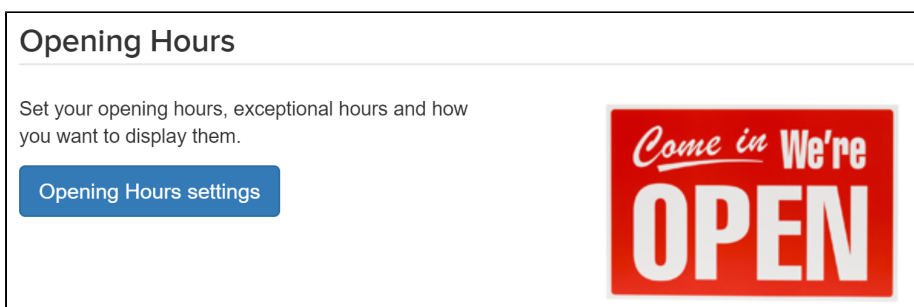 Opening Hours
Set your opening hours, exceptional hours and how
you want to display them.
Opening Hours settings
Come in We're
OPEN